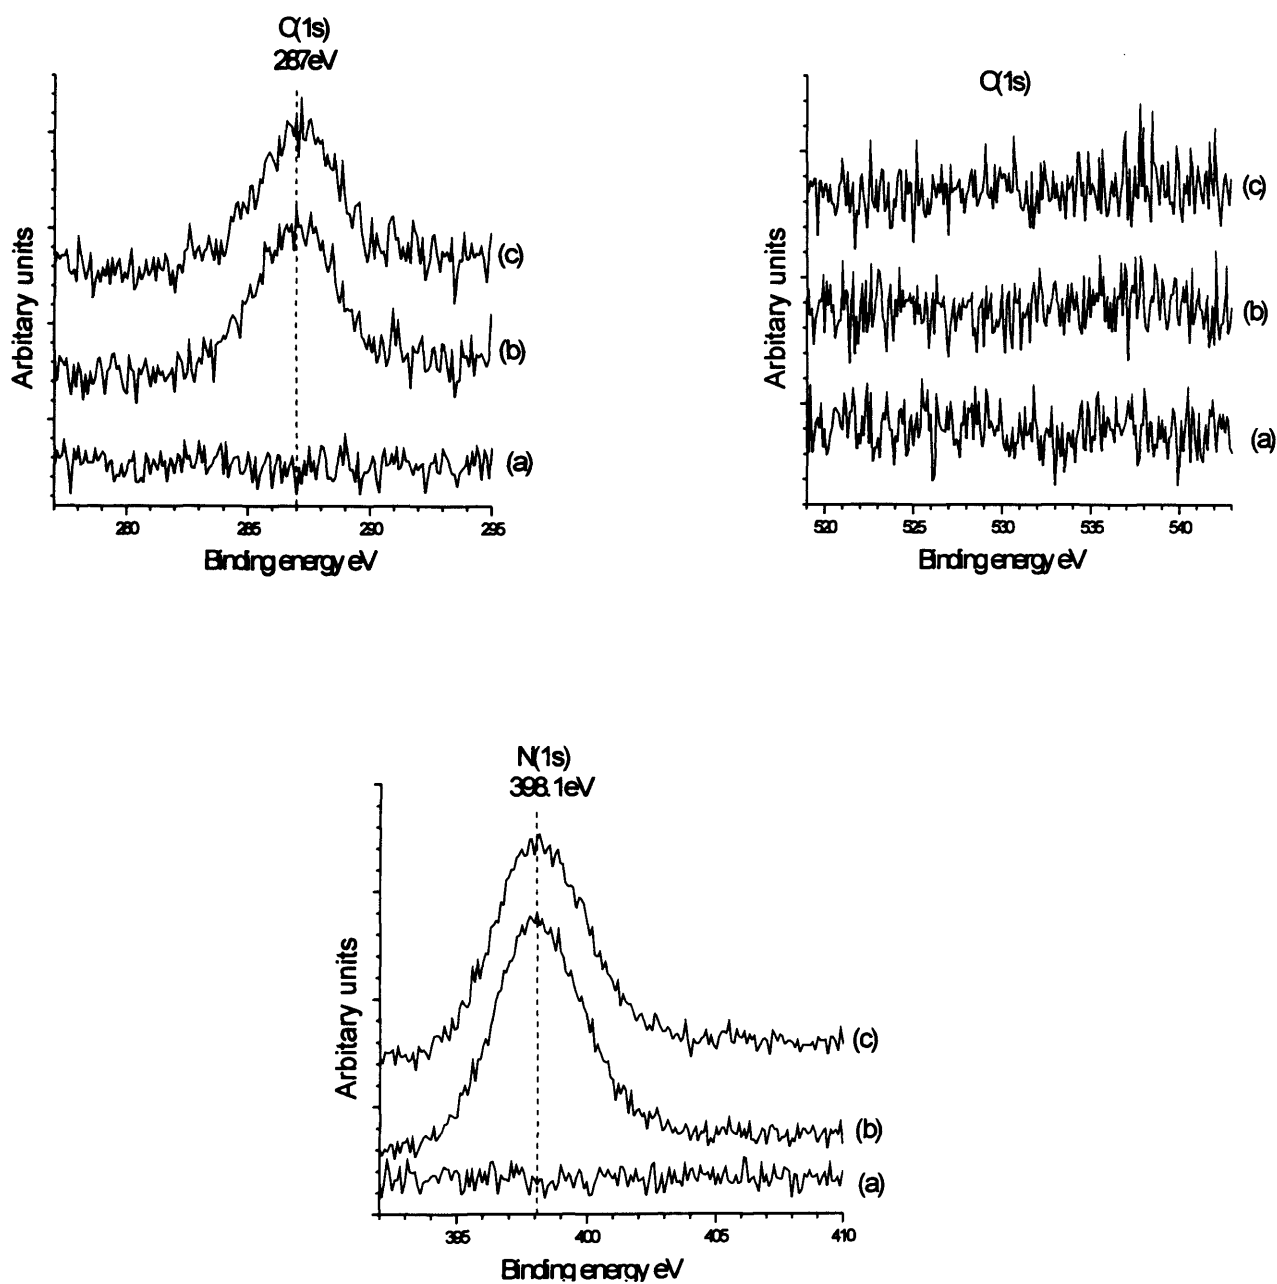 C(1s)
287eV
(c)
(b)
(a)
Arbitary units
280 285 290 295
Binding energy eV
O(1s)
(c)
(b)
(a)
Arbitary units
520 525 530 535 540
Binding energy eV
N(1s)
398.1eV
(c)
(b)
(a)
Arbitary units
395 400 405 410
Binding energy eV